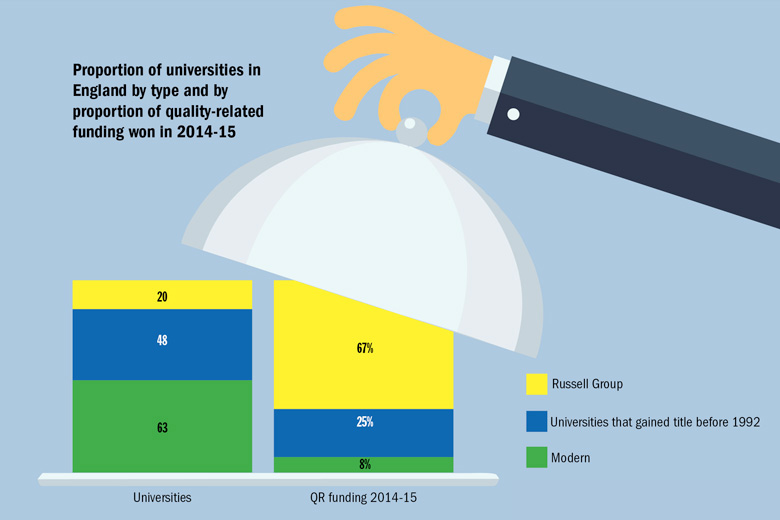 Proportion of universities in
England by type and by
proportion of quality-related
funding won in 2014-15
20
48
63
67%
25%
8%
Russell Group
Universities that gained title before 1992
Modern
Universities
QR funding 2014-15